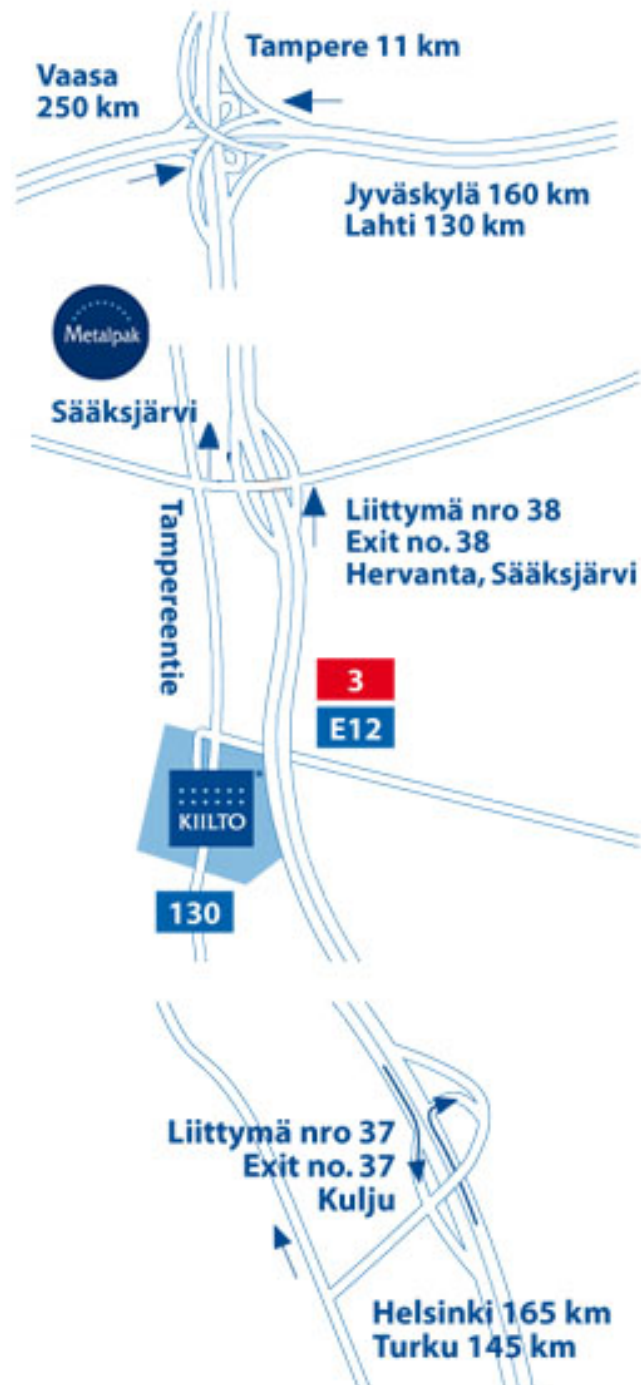 Tampere 11 km
Vaasa
250 km
Jyväskylä 160 km
Lahti 130 km
Metalpak
Sääksjärvi
Tampereentie
Liittymä nro 38
Exit no. 38
Hervanta, Sääksjärvi
3
E12
KIILTO
130
Liittymä nro 37
Exit no. 37
Kulju
Helsinki 165 km
Turku 145 km